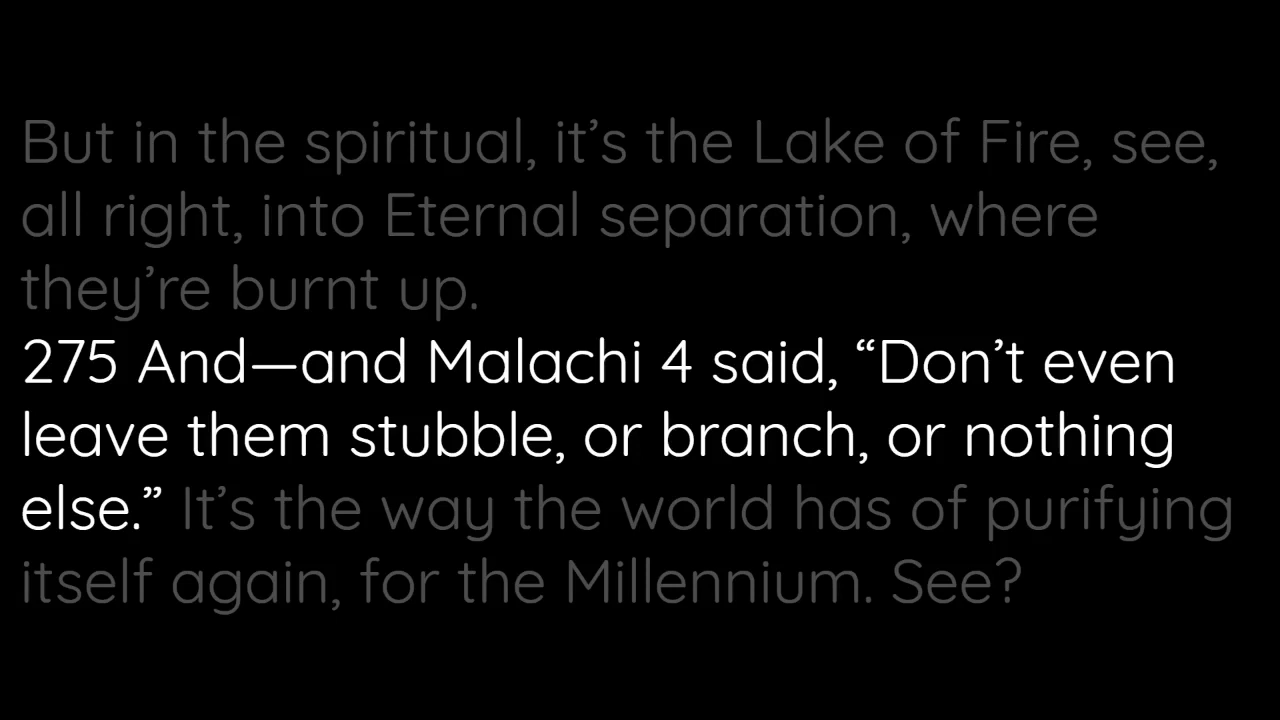 But in the spiritual, it’s the Lake of Fire, see,
all right, into Eternal separation, where
they’re burnt up.
275 And—and Malachi 4 said, “Don’t even
leave them stubble, or branch, or nothing
else.” It’s the way the world has of purifying
itself again, for the Millennium. See?